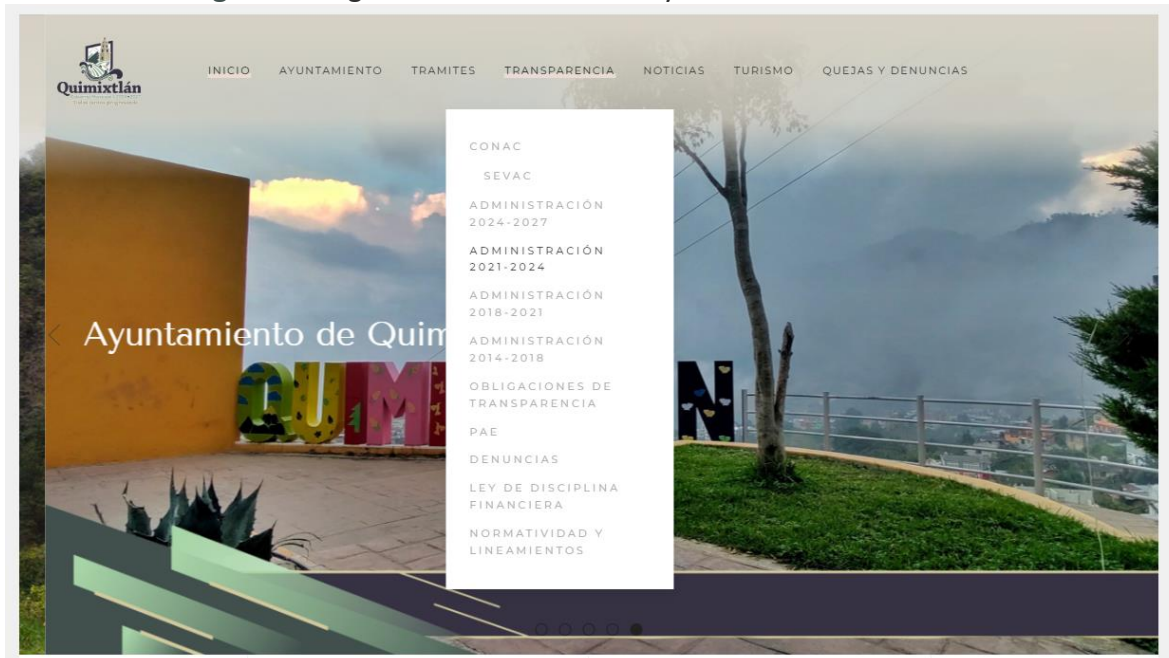 Quimixtlán
INICIO AYUNTAMIENTO TRAMITES TRANSPARENCIA NOTICIAS TURISMO QUEJAS Y DENUNCIAS
CONAC
SEVAC
ADMINISTRACIÓN
2024-2027
ADMINISTRACIÓN
2021-2024
ADMINISTRACIÓN
2018-2021
ADMINISTRACIÓN
2014-2018
OBLIGACIONES DE
TRANSPARENCIA
PAE
DENUNCIAS
LEY DE DISCIPLINA
FINANCIERA
NORMATIVIDAD Y
LINEAMIENTOS
Ayuntamiento de Quim
QUIM N